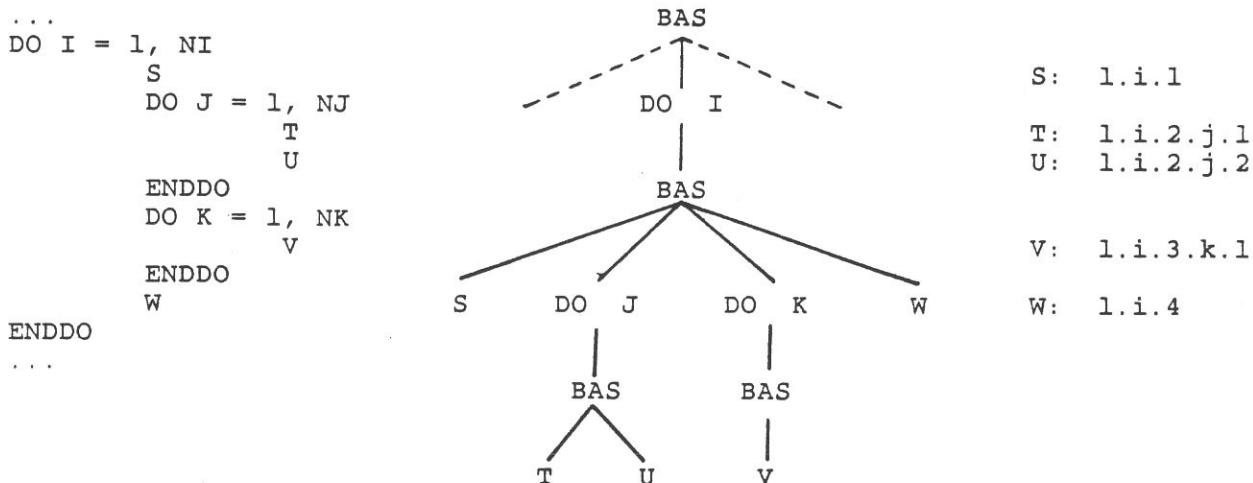 ...
DO I = 1, NI
S
DO J = 1, NJ
T
U
ENDDO
DO K = 1, NK
V
ENDDO
W
ENDDO
...
BAS
DO I
BAS
S DO J DO K W
BAS BAS
T U V
S: 1.i.1
T: 1.i.2.j.1
U: 1.i.2.j.2
V: 1.i.3.k.1
W: 1.i.4